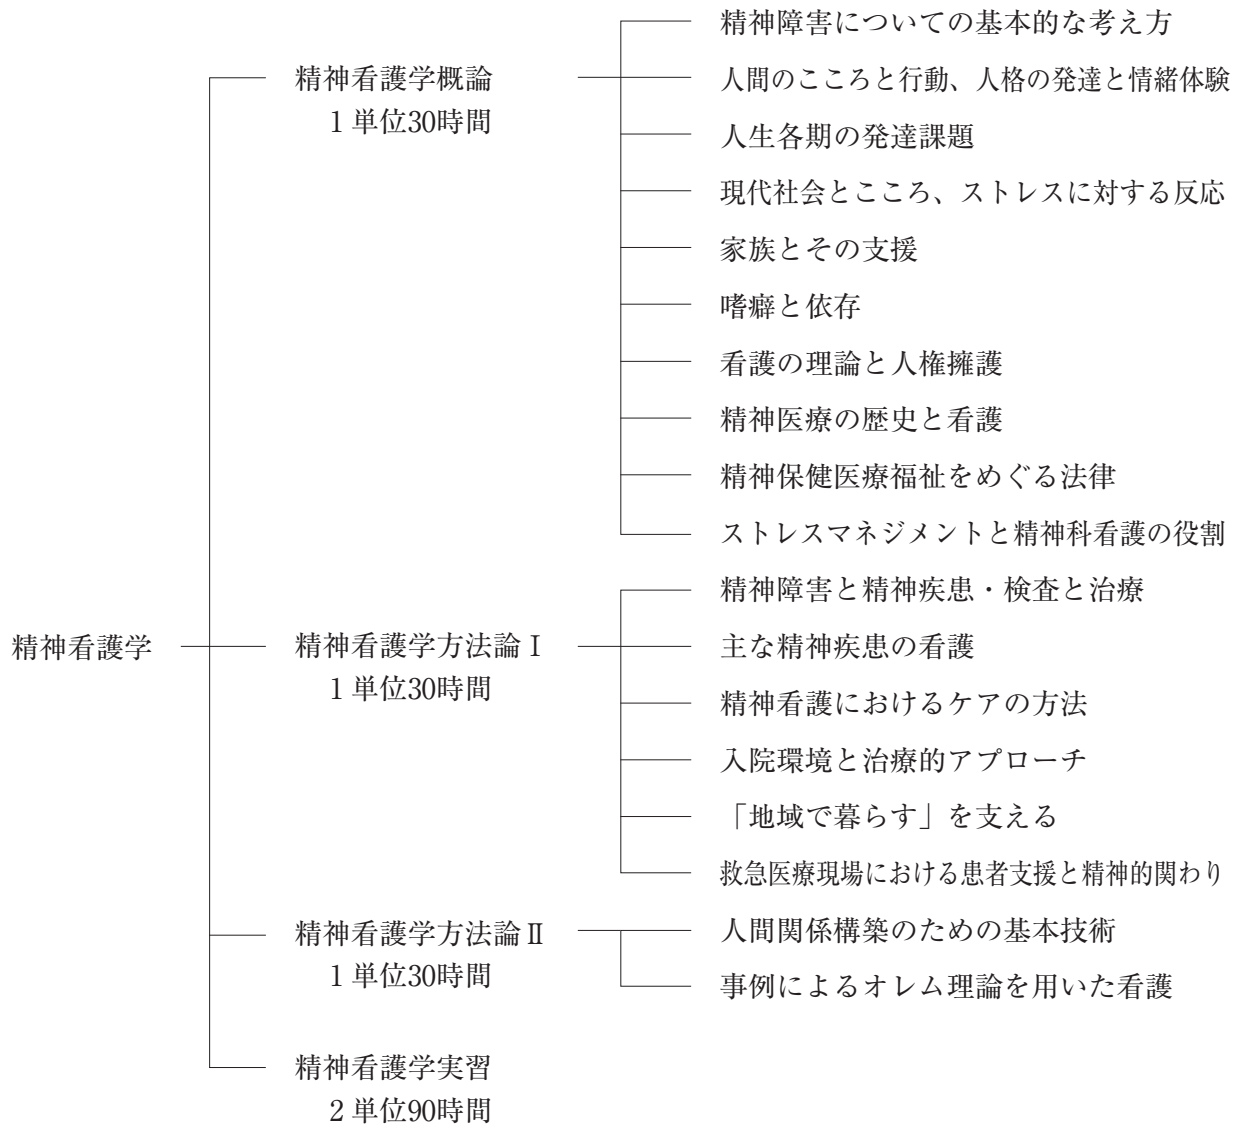 精神看護学
精神看護学概論
1単位30時間
精神障害についての基本的な考え方
人間のこころと行動、人格の発達と情緒体験
人生各期の発達課題
現代社会とこころ、ストレスに対する反応
家族とその支援
嗜癖と依存
看護の理論と人権擁護
精神医療の歴史と看護
精神保健医療福祉をめぐる法律
ストレスマネジメントと精神科看護の役割
精神看護学方法論Ⅰ
1単位30時間
精神障害と精神疾患・検査と治療
主な精神疾患の看護
精神看護におけるケアの方法
入院環境と治療的アプローチ
「地域で暮らす」を支える
救急医療現場における患者支援と精神的関わり
精神看護学方法論Ⅱ
1単位30時間
人間関係構築のための基本技術
事例によるオレム理論を用いた看護
精神看護学実習
2単位90時間